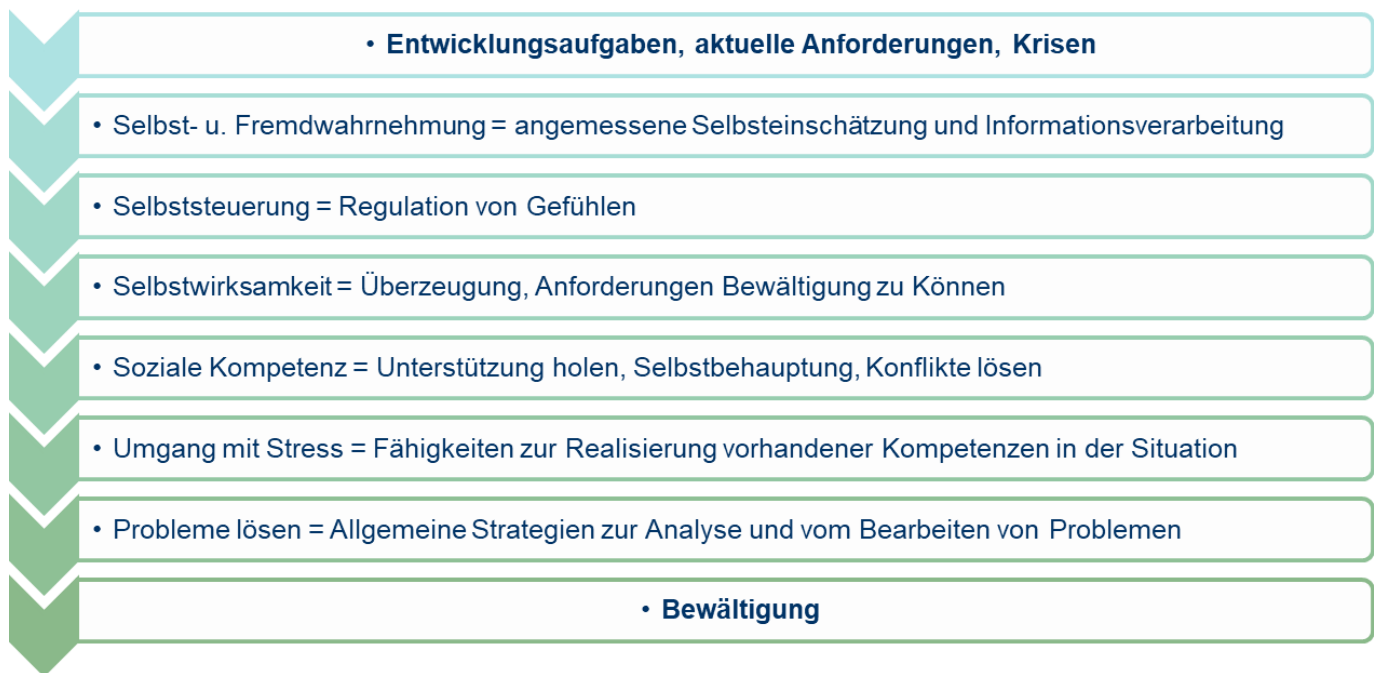 • Entwicklungsaufgaben, aktuelle Anforderungen, Krisen
• Selbst- u. Fremdwahrnehmung = angemessene Selbsteinschätzung und Informationsverarbeitung
• Selbststeuerung = Regulation von Gefühlen
• Selbstwirksamkeit = Überzeugung, Anforderungen Bewältigung zu Können
• Soziale Kompetenz = Unterstützung holen, Selbstbehauptung, Konflikte lösen
• Umgang mit Stress = Fähigkeiten zur Realisierung vorhandener Kompetenzen in der Situation
• Probleme lösen = Allgemeine Strategien zur Analyse und vom Bearbeiten von Problemen
• Bewältigung